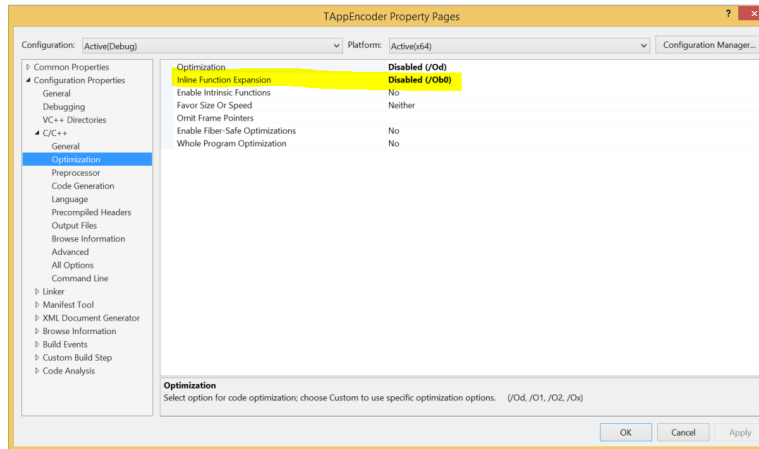 TAppEncoder Property Pages
?
Configuration: Active(Debug) Platform: Active(x64) Configuration Manager...
Common Properties
Configuration Properties
General
Debugging
VC++ Directories
C/C++
General
Optimization
Preprocessor
Code Generation
Language
Precompiled Headers
Output Files
Browse Information
Advanced
All Options
Command Line
Linker
Manifest Tool
XML Document Generator
Browse Information
Build Events
Custom Build Step
Code Analysis
Optimization Disabled (/Od)
Inline Function Expansion Disabled (/Ob0)
Enable Intrinsic Functions No
Favor Size Or Speed Neither
Omit Frame Pointers
Enable Fiber-Safe Optimizations No
Whole Program Optimization No
Optimization
Select option for code optimization; choose Custom to use specific optimization options. (/Od, /O1, /O2, /Ox)
OK Cancel Apply